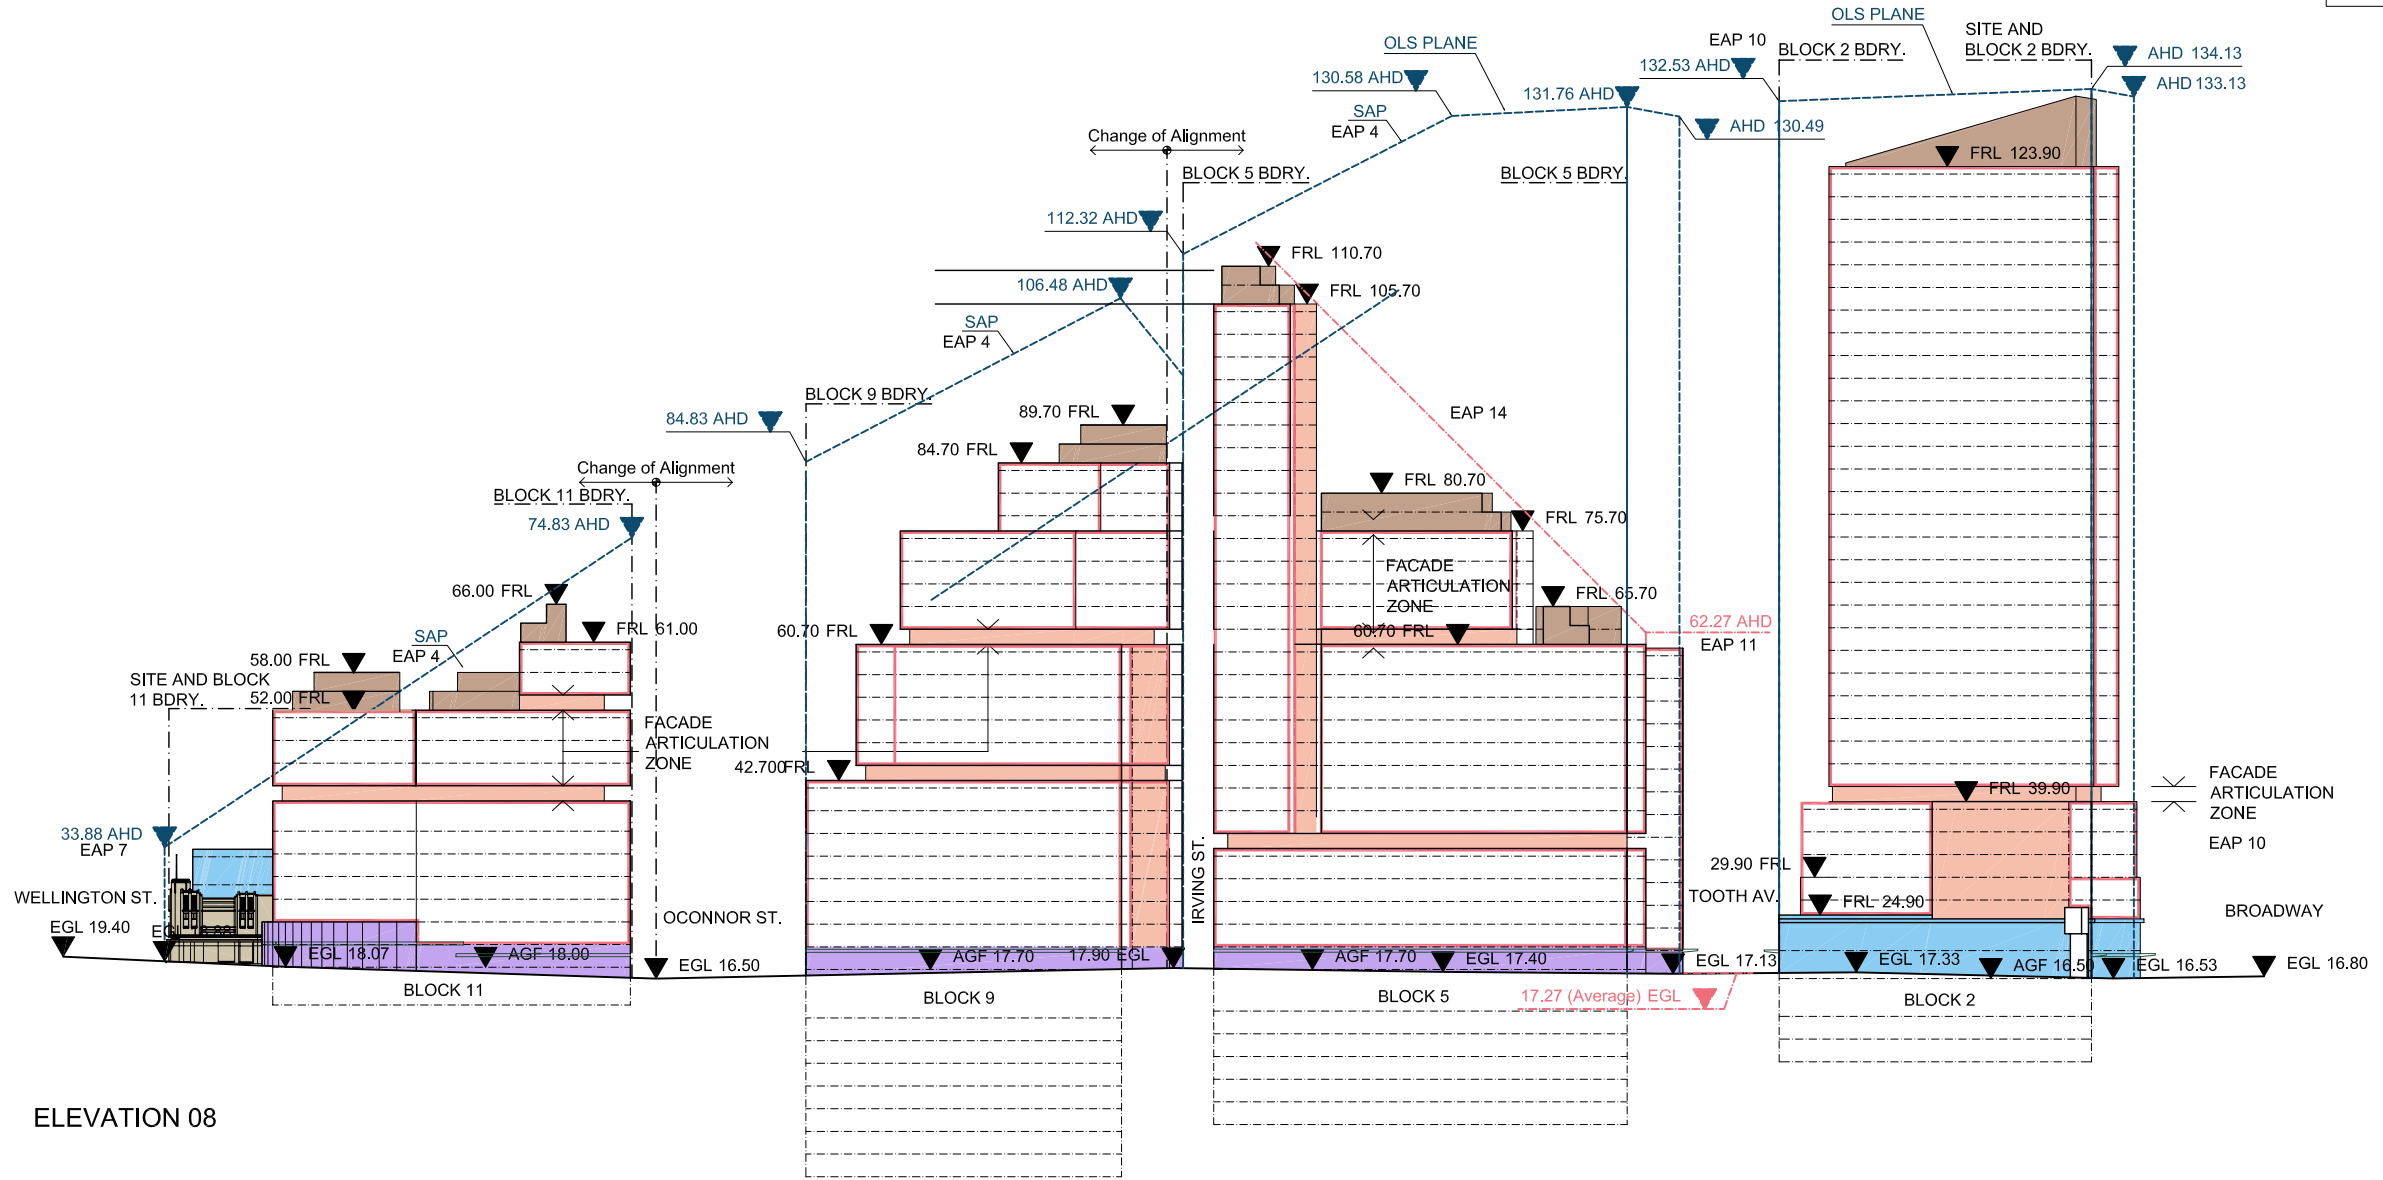 OLS PLANE
SITE AND
BLOCK 2 BDRY.
EAP 10
BLOCK 2 BDRY.
OLS PLANE
AHD 134.13
132.53 AHD
130.58 AHD
AHD 133.13
131.76 AHD
SAP
EAP 4
AHD 130.49
Change of Alignment
FRL 123.90
BLOCK 5 BDRY.
BLOCK 5 BDRY.
112.32 AHD
FRL 110.70
106.48 AHD
FRL 105.70
SAP
EAP 4
BLOCK 9 BDRY.
89.70 FRL
EAP 14
84.83 AHD
84.70 FRL
Change of Alignment
FRL 80.70
BLOCK 11 BDRY.
74.83 AHD
FRL 75.70
FACADE
ARTICULATION
ZONE
66.00 FRL
FRL 65.70
62.27 AHD
FRL 61.00
60.70 FRL
60.70 FRL
SAP
EAP 4
EAP 11
58.00 FRL
SITE AND BLOCK
11 BDRY.
52.00 FRL
FACADE
ARTICULATION
ZONE
42.700FRL
FACADE
ARTICULATION
ZONE
FRL 39.90
33.88 AHD
EAP 7
EAP 10
29.90 FRL
IRVING ST.
WELLINGTON ST.
TOOTH AV.
FRL 24.90
OCONNOR ST.
BROADWAY
EGL 19.40
EGL 18.07
AGF 18.00
EGL 16.50
AGF 17.70
17.90 EGL
AGF 17.70
EGL 17.40
EGL 17.13
EGL 17.33
AGF 16.50
EGL 16.53
EGL 16.80
BLOCK 11
BLOCK 9
BLOCK 5
17.27 (Average) EGL
BLOCK 2
ELEVATION 08